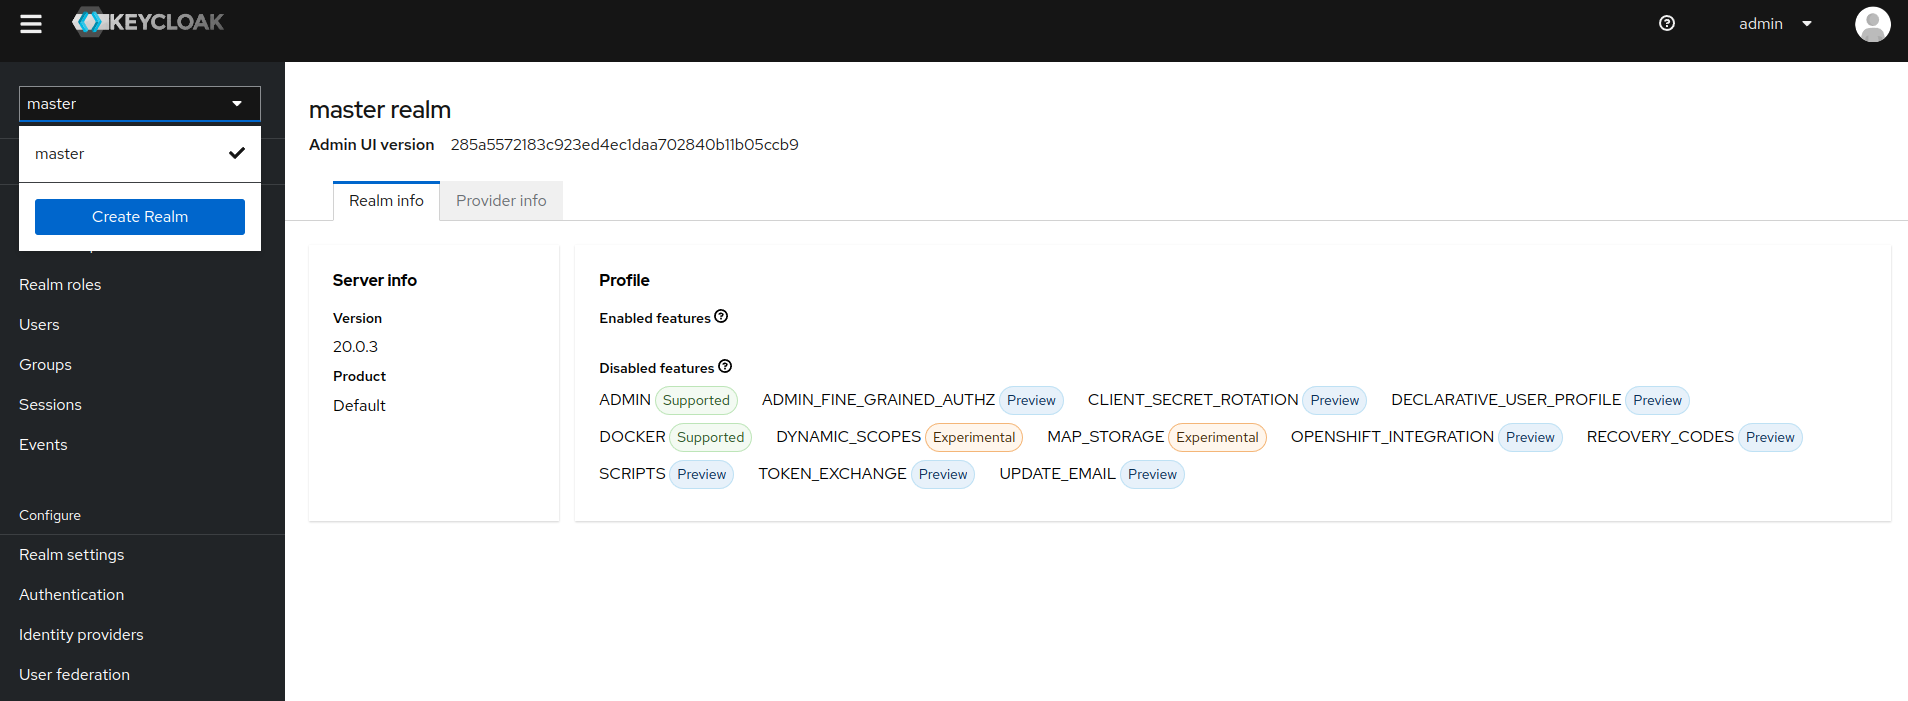 KEYCLOAK
admin
master
master
Create Realm
Realm roles
Users
Groups
Sessions
Events
Configure
Realm settings
Authentication
Identity providers
User federation
master realm
Admin UI version 285a5572183c923ed4ec1daa702840b11b05ccb9
Realm info Provider info
Server info
Version
20.0.3
Product
Default
Profile
Enabled features
Disabled features
ADMIN Supported ADMIN_FINE_GRAINED_AUTHZ Preview CLIENT_SECRET_ROTATION Preview DECLARATIVE_USER_PROFILE Preview
DOCKER Supported DYNAMIC_SCOPES Experimental MAP_STORAGE Experimental OPENSHIFT_INTEGRATION Preview RECOVERY_CODES Preview
SCRIPTS Preview TOKEN_EXCHANGE Preview UPDATE_EMAIL Preview